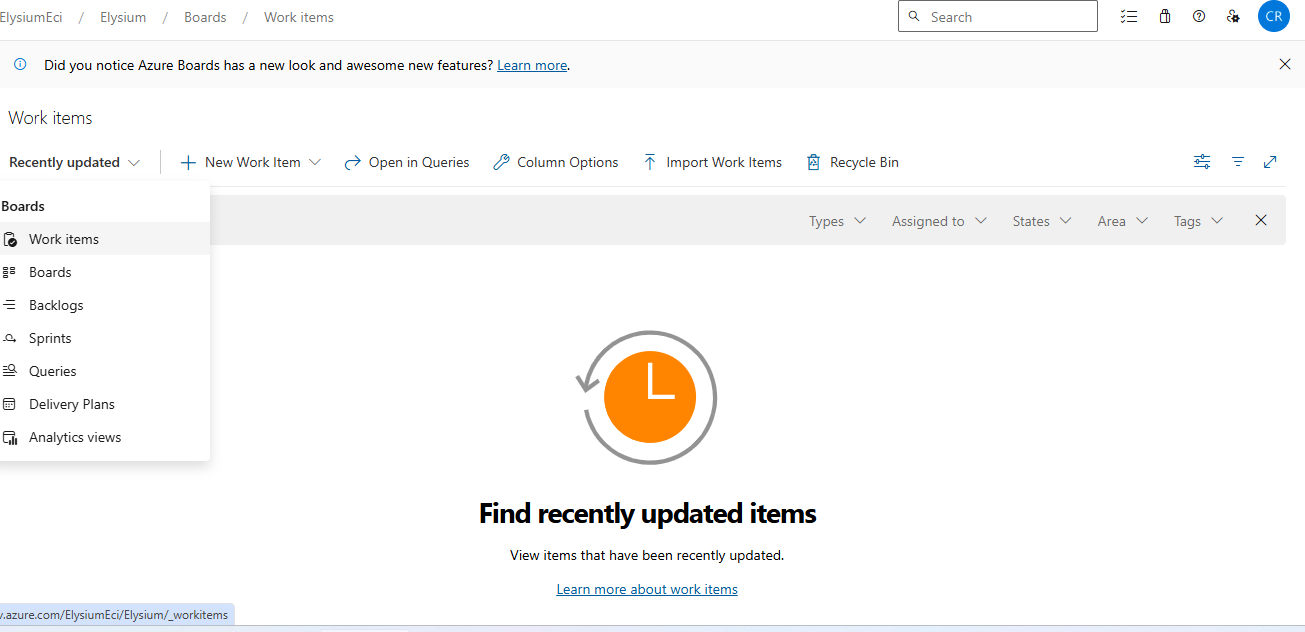 ElysiumEci / Elysium / Boards / Work items
Search
CR
Did you notice Azure Boards has a new look and awesome new features? Learn more.
Work items
Recently updated
New Work Item
Open in Queries
Column Options
Import Work Items
Recycle Bin
Boards
Types
Assigned to
States
Area
Tags
Work items
Boards
Backlogs
Sprints
Queries
Delivery Plans
Analytics views
Find recently updated items
View items that have been recently updated.
Learn more about work items
v.azure.com/ElysiumEci/Elysium/_workitems